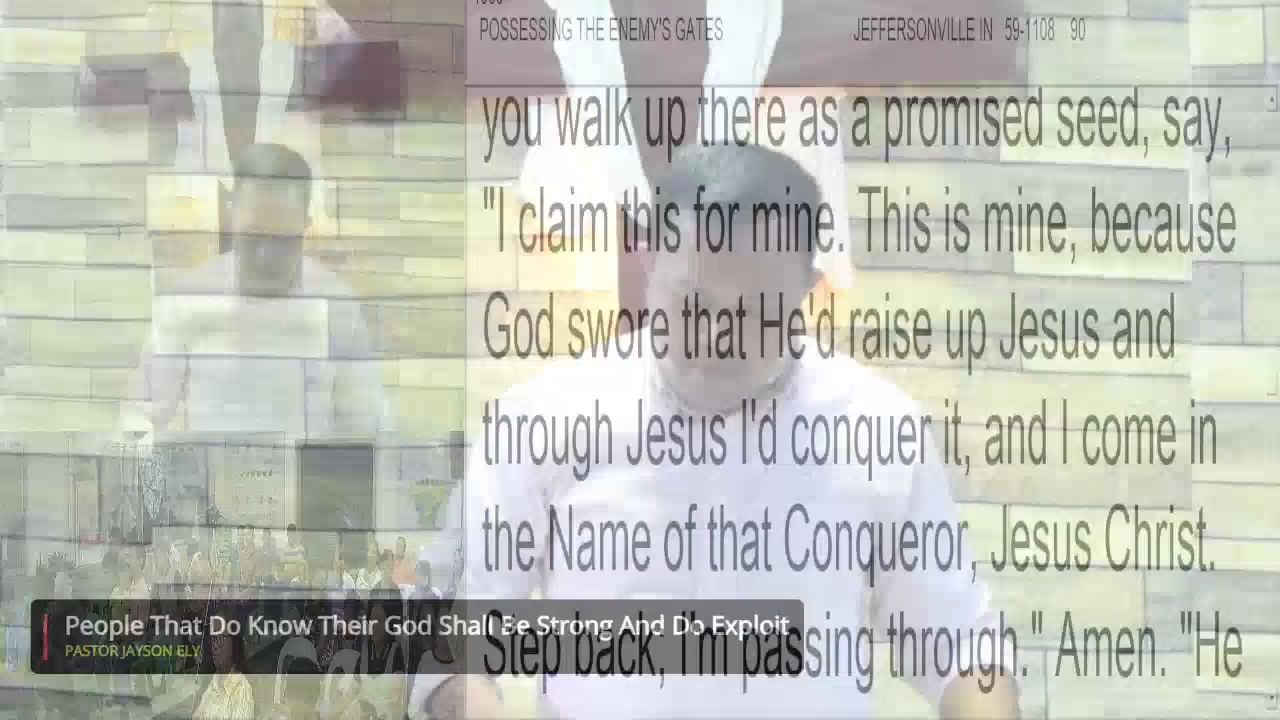 POSSESSING THE ENEMY'S GATES JEFFERSONVILLE IN 59-1108 90
you walk up there as a promised seed, say,
"I claim this for mine. This is mine, because
God swore that He'd raise up Jesus and
through Jesus I'd conquer it, and I come in
the Name of that Conqueror, Jesus Christ.
Step back, I'm passing through." Amen. "He
People That Do Know Their God Shall Be Strong And Do Exploit
PASTOR JAYSON ELY